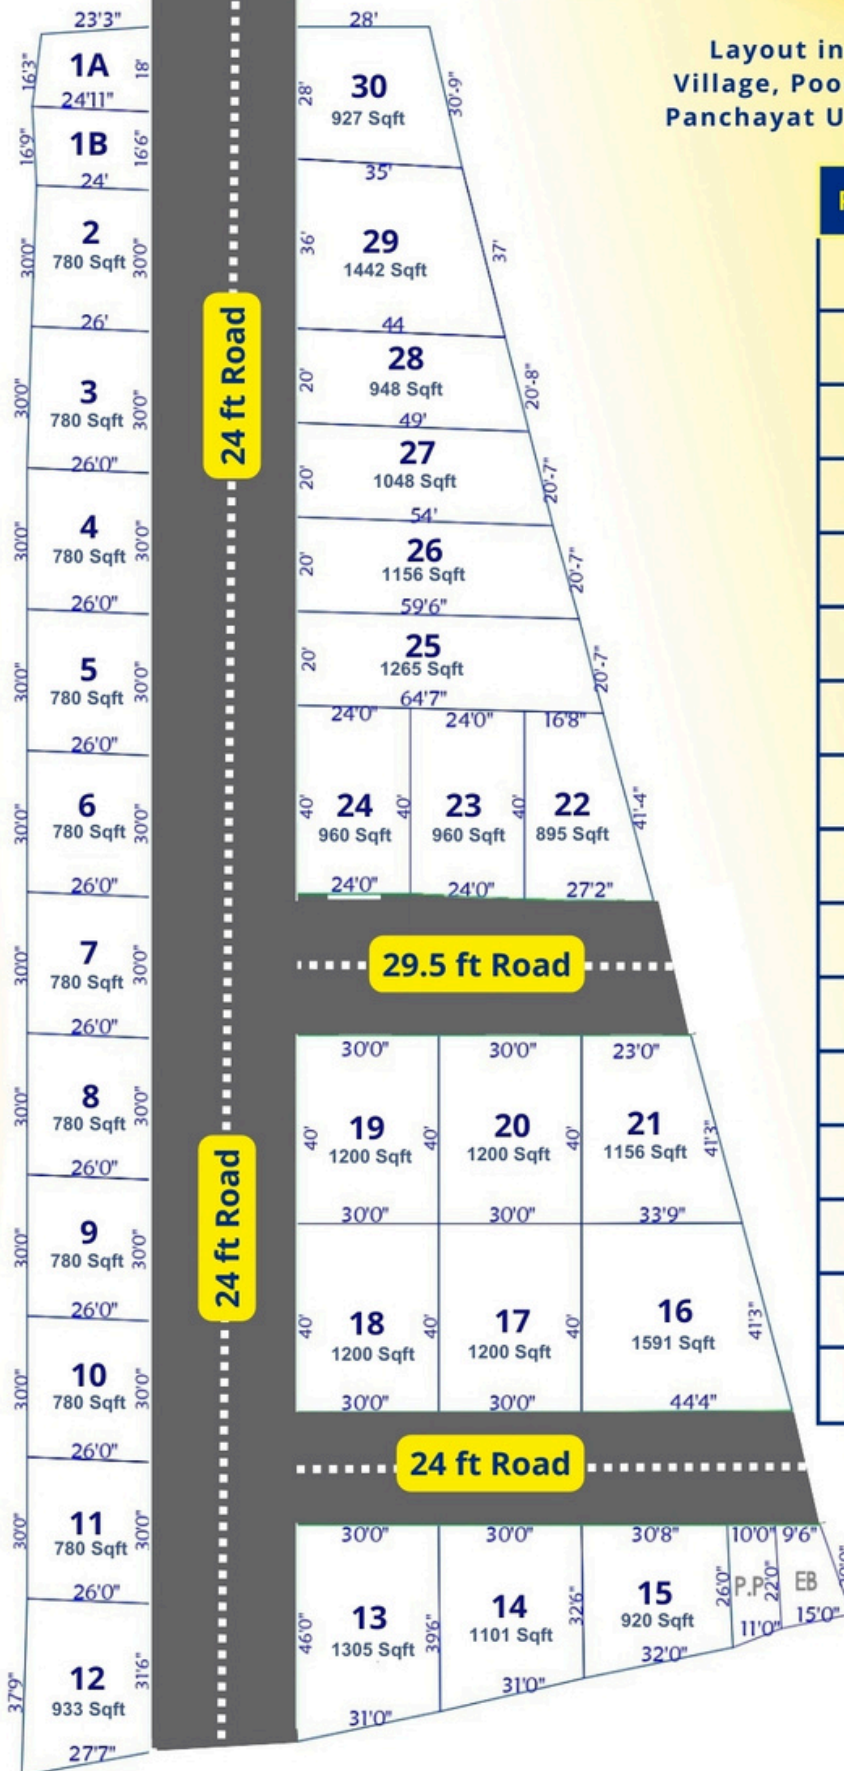 Layout in
Village, Poo
Panchayat U
23'3"
16'3"
1A
18'
24'11"
16'9"
1B
16'6"
24'
30'0"
2
780 Sqft
30'0"
26'
30'0"
3
780 Sqft
30'0"
26'0"
30'0"
4
780 Sqft
30'0"
26'0"
30'0"
5
780 Sqft
30'0"
26'0"
30'0"
6
780 Sqft
30'0"
26'0"
30'0"
7
780 Sqft
30'0"
26'0"
30'0"
8
780 Sqft
30'0"
26'0"
30'0"
9
780 Sqft
30'0"
26'0"
30'0"
10
780 Sqft
30'0"
26'0"
30'0"
11
780 Sqft
30'0"
26'0"
37'9"
12
933 Sqft
31'6"
27'7"
24 ft Road
24 ft Road
28'
28'
30
927 Sqft
30'-9"
35'
36'
29
1442 Sqft
37'
44
20'
28
948 Sqft
20'-8"
49'
20'
27
1048 Sqft
20'-7"
54'
20'
26
1156 Sqft
20'-7"
59'6"
20'
25
1265 Sqft
20'-7"
64'7"
24'0" 24'0" 16'8"
40'
24
960 Sqft
40'
23
960 Sqft
40'
22
895 Sqft
41'-4"
24'0" 24'0" 27'2"
29.5 ft Road
30'0" 30'0" 23'0"
40'
19
1200 Sqft
40'
20
1200 Sqft
40'
21
1156 Sqft
41'3"
30'0" 30'0" 33'9"
40'
18
1200 Sqft
40'
17
1200 Sqft
40'
16
1591 Sqft
41'3"
30'0" 30'0" 44'4"
24 ft Road
30'0" 30'0" 30'8" 10'0" 9'6"
46'0"
13
1305 Sqft
39'6"
14
1101 Sqft
32'6"
15
920 Sqft
26'0"
P.P
22'0"
EB
31'0" 31'0" 32'0" 11'0" 15'0"